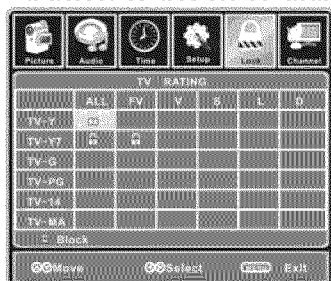 Picture Audio Time Setup Lock Channel
TV RATING
ALL FV V S L D
TV-Y
TV-Y7
TV-G
TV-PG
TV-14
TV-MA
Block
Move Select MENU Exit